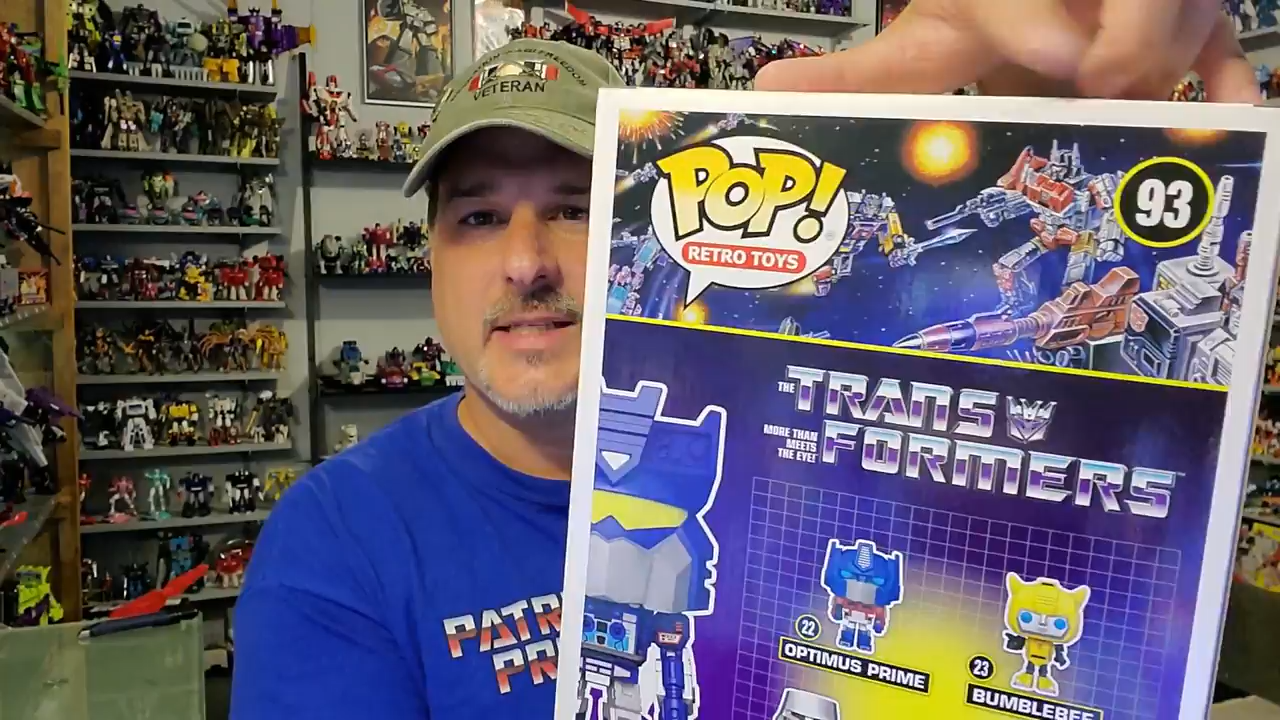 VETERAN
POP!
RETRO TOYS
93
THE
TRANS
FORMERS
MORE THAN
MEETS
THE EYE!
22
OPTIMUS PRIME
23
BUMBLEBEE
PATR
PR